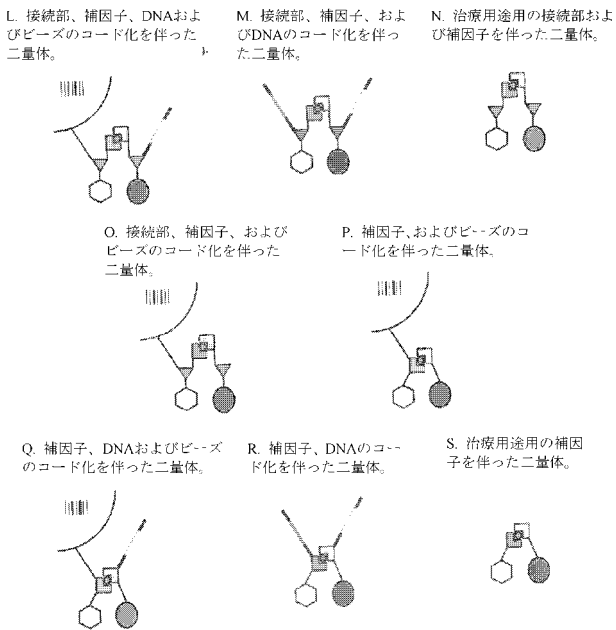 L. 接続部、補因子、DNAおよ
びビーズのコード化を伴った
二量体。
M. 接続部、補因子、およ
びDNAのコード化を伴っ
た二量体。
N. 治療用途用の接続部およ
び補因子を伴った二量体。
O. 接続部、補因子、および
ビーズのコード化を伴った
二量体。
P. 補因子、およびビーズのコ
ード化を伴った二量体。
Q. 補因子、DNAおよびビーズ
のコード化を伴った二量体。
R. 補因子、DNAのコー
ド化を伴った二量体。
S. 治療用途用の補因
子を伴った二量体。